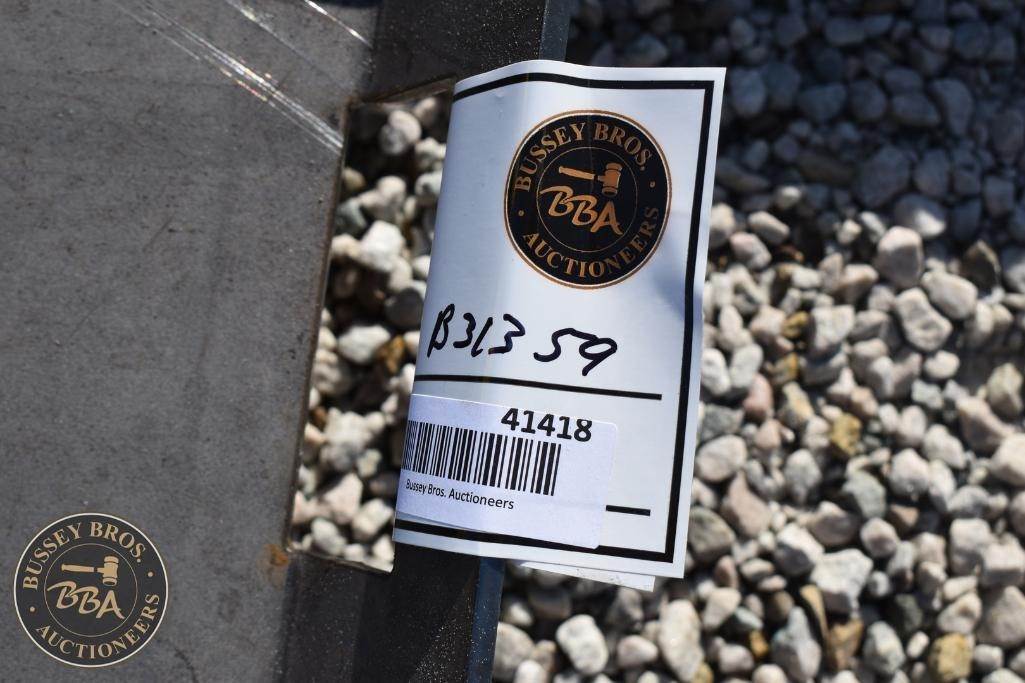 BUSSEY BROS.
BBA
AUCTIONEERS
B313 59
41418
Bussey Bros. Auctioneers
BUSSEY BROS.
BBA
AUCTIONEERS